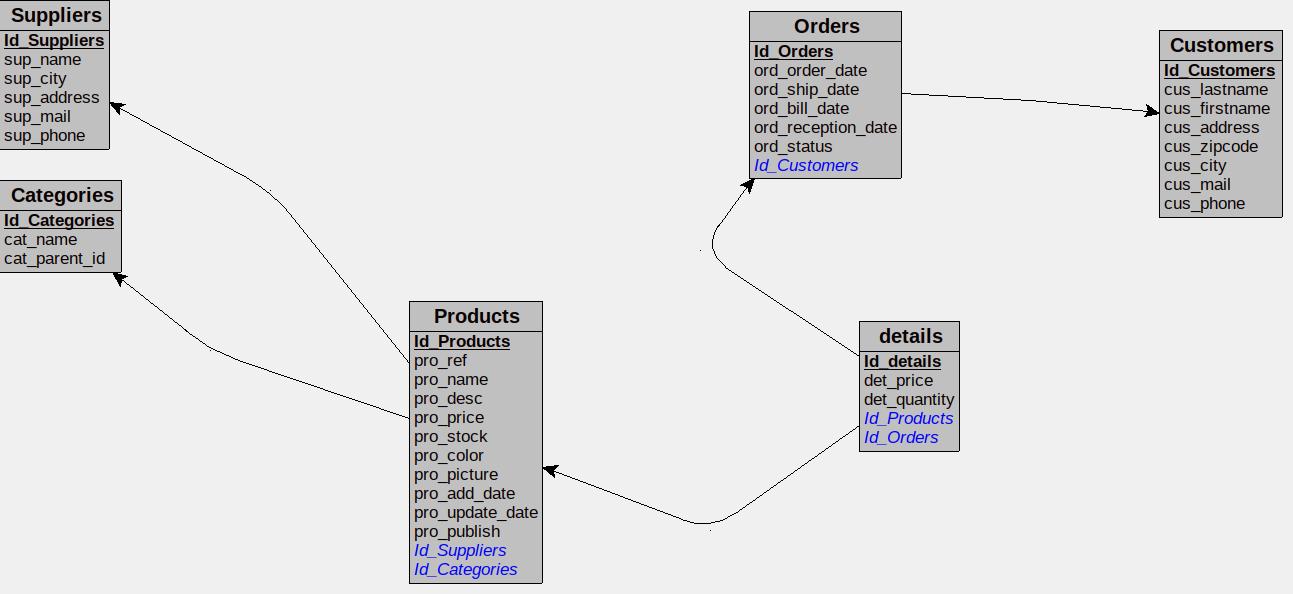 Suppliers
Id_Suppliers
sup_name
sup_city
sup_address
sup_mail
sup_phone
Categories
Id_Categories
cat_name
cat_parent_id
Products
Id_Products
pro_ref
pro_name
pro_desc
pro_price
pro_stock
pro_color
pro_picture
pro_add_date
pro_update_date
pro_publish
Id_Suppliers
Id_Categories
Orders
Id_Orders
ord_order_date
ord_ship_date
ord_bill_date
ord_reception_date
ord_status
Id_Customers
details
Id_details
det_price
det_quantity
Id_Products
Id_Orders
Customers
Id_Customers
cus_lastname
cus_firstname
cus_address
cus_zipcode
cus_city
cus_mail
cus_phone